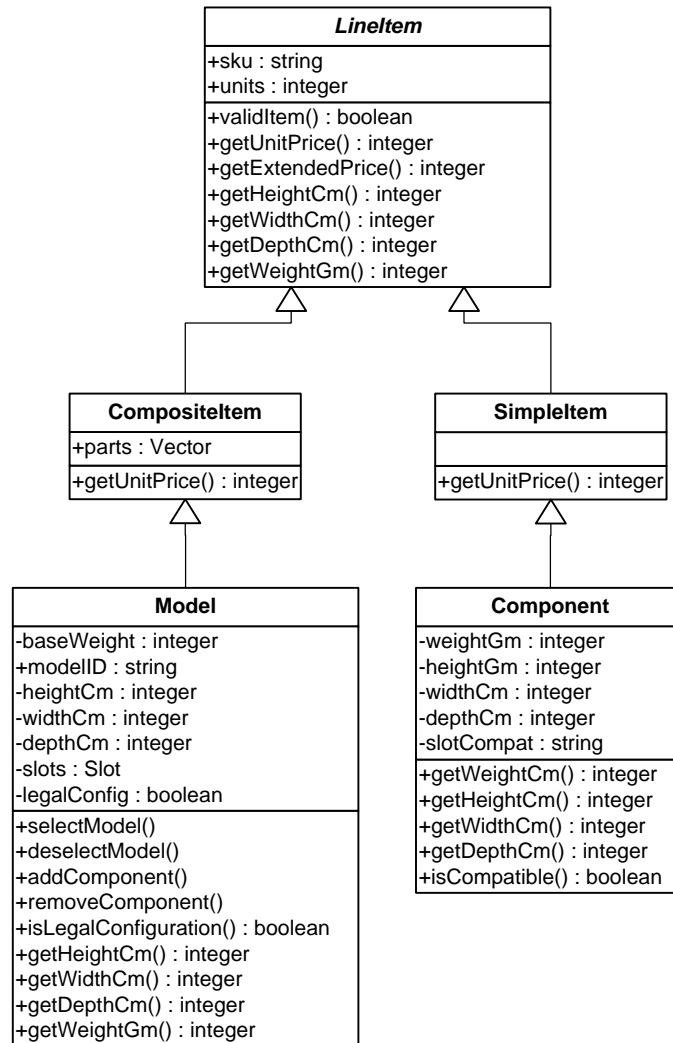 LineItem
+sku : string
+units : integer
+validItem() : boolean
+getUnitPrice() : integer
+getExtendedPrice() : integer
+getHeightCm() : integer
+getWidthCm() : integer
+getDepthCm() : integer
+getWeightGm() : integer
CompositeItem
+parts : Vector
+getUnitPrice() : integer
SimpleItem
+getUnitPrice() : integer
Model
-baseWeight : integer
+modelID : string
-heightCm : integer
-widthCm : integer
-depthCm : integer
-slots : Slot
-legalConfig : boolean
+selectModel()
+deselectModel()
+addComponent()
+removeComponent()
+isLegalConfiguration() : boolean
+getHeightCm() : integer
+getWidthCm() : integer
+getDepthCm() : integer
+getWeightGm() : integer
Component
-weightGm : integer
-heightGm : integer
-widthCm : integer
-depthCm : integer
-slotCompat : string
+getWeightCm() : integer
+getHeightCm() : integer
+getWidthCm() : integer
+getDepthCm() : integer
+isCompatible() : boolean